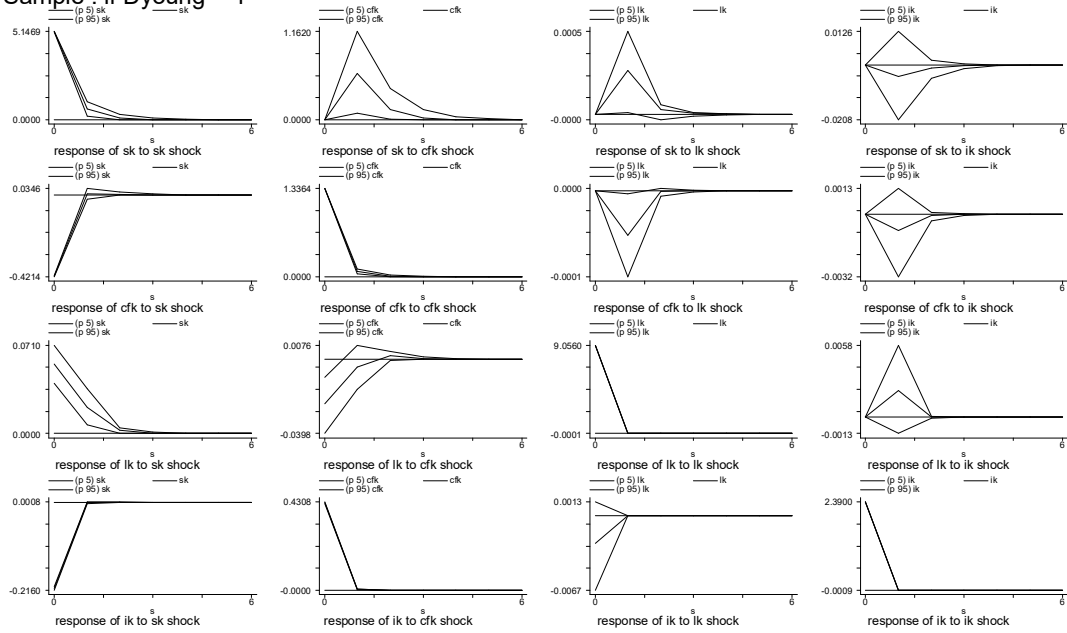 Sample : if Dyoung
(p 5) sk sk (p 5) cfk cfk (p 5) lk lk (p 5) ik ik
(p 95) sk (p 95) cfk (p 95) lk (p 95) ik
5.1469 1.1620 0.0005 0.0126
0.0000 0.0000 -0.0000 -0.0208
0 6 0 6 0 6 0 6
s s s s
response of sk to sk shock response of sk to cfk shock response of sk to lk shock response of sk to ik shock
(p 5) sk sk (p 5) cfk cfk (p 5) lk lk (p 5) ik ik
(p 95) sk (p 95) cfk (p 95) lk (p 95) ik
0.0346 1.3364 0.0000 0.0013
-0.4214 0.0000 -0.0001 -0.0032
0 6 0 6 0 6 0 6
s s s s
response of cfk to sk shock response of cfk to cfk shock response of cfk to lk shock response of cfk to ik shock
(p 5) sk sk (p 5) cfk cfk (p 5) lk lk (p 5) ik ik
(p 95) sk (p 95) cfk (p 95) lk (p 95) ik
0.0710 0.0076 9.0560 0.0058
0.0000 -0.0398 -0.0001 -0.0013
0 6 0 6 0 6 0 6
s s s s
response of lk to sk shock response of lk to cfk shock response of lk to lk shock response of lk to ik shock
(p 5) sk sk (p 5) cfk cfk (p 5) lk lk (p 5) ik ik
(p 95) sk (p 95) cfk (p 95) lk (p 95) ik
0.0008 0.4308 0.0013 2.3900
-0.2160 -0.0000 -0.0067 -0.0009
0 6 0 6 0 6 0 6
s s s s
response of ik to sk shock response of ik to cfk shock response of ik to lk shock response of ik to ik shock